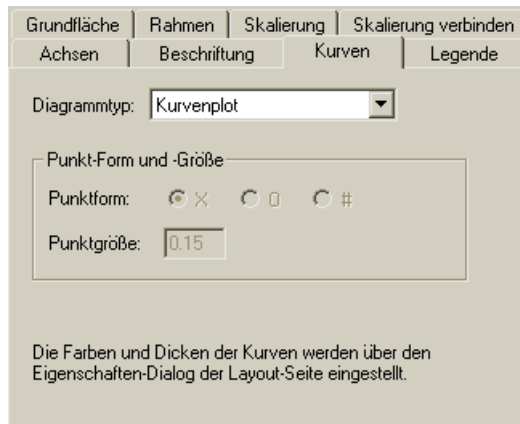 Grundfläche Rahmen Skalierung Skalierung verbinden
Achsen Beschriftung Kurven Legende
Diagrammtyp: Kurvenplot
Punkt-Form und -Größe
Punktform: X O #
Punktgröße: 0.15
Die Farben und Dicken der Kurven werden über den
Eigenschaften-Dialog der Layout-Seite eingestellt.